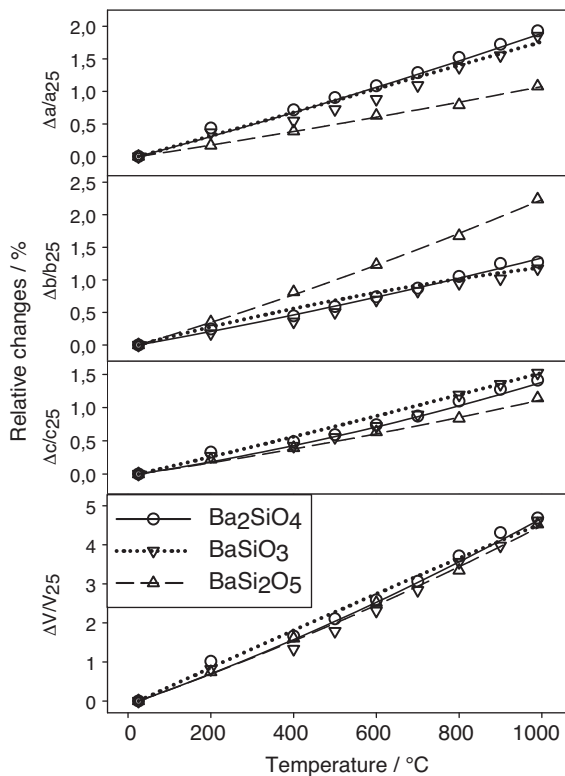 Relative changes / %
Δa/a25
2,0
1,5
1,0
0,5
0,0
Δb/b25
2,5
2,0
1,5
1,0
0,5
0,0
Δc/c25
1,5
1,0
0,5
0,0
ΔV/V25
5
4
3
2
1
0
Ba2SiO4
BaSiO3
BaSi2O5
0 200 400 600 800 1000
Temperature / °C